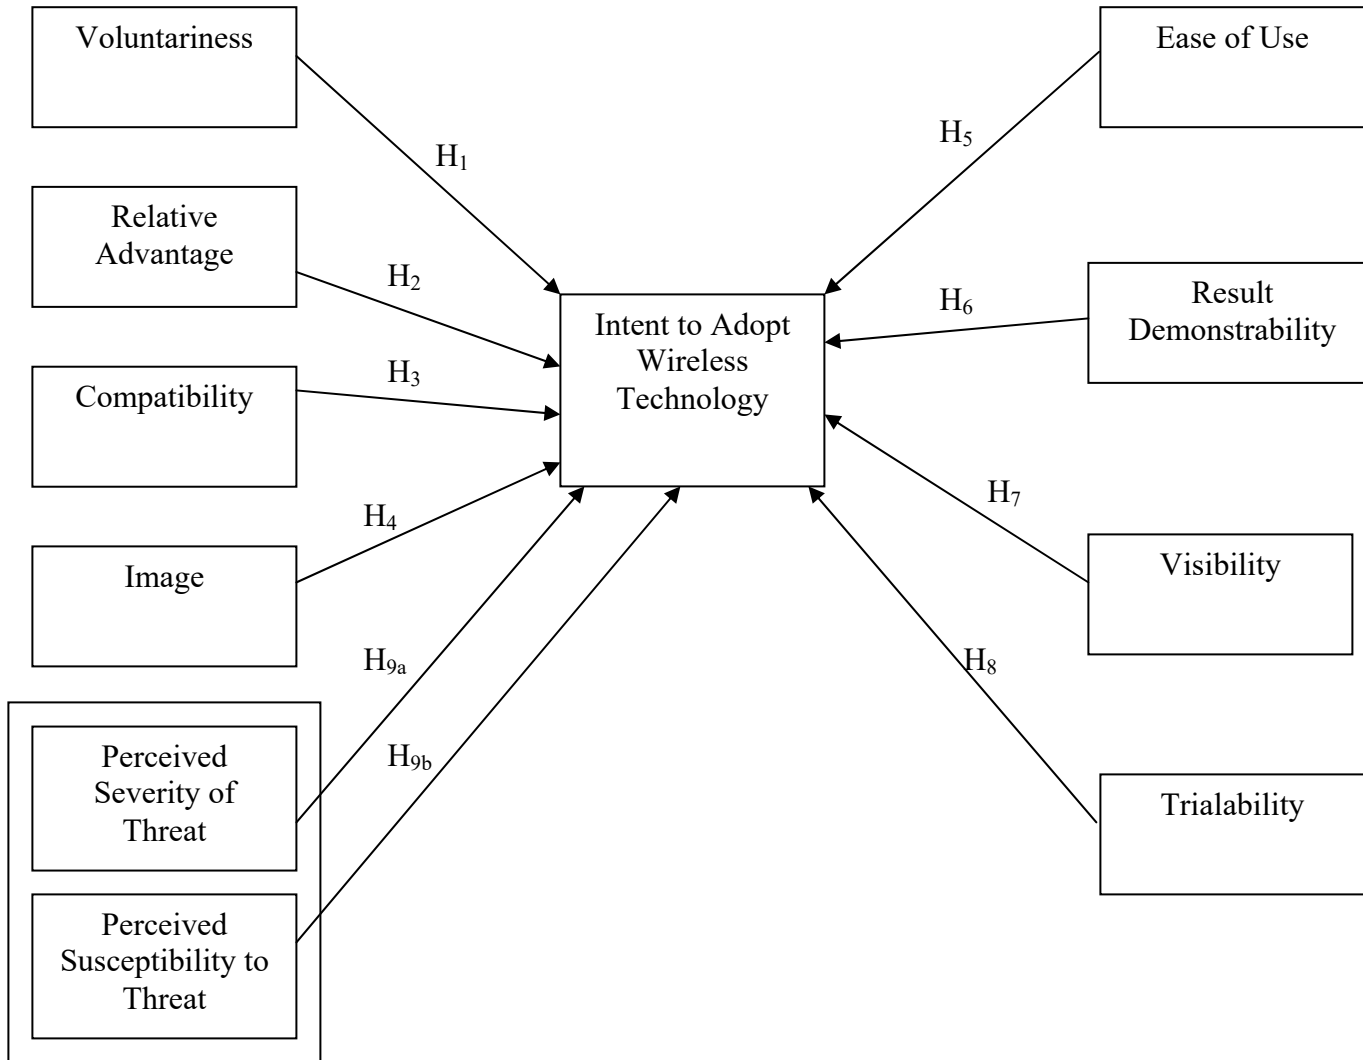 Voluntariness
Ease of Use
H₅
H₁
Relative
Advantage
H₂
Result
Demonstrability
H₆
Intent to Adopt
Wireless
Technology
H₃
Compatibility
H₇
H₄
Image
Visibility
H₉ₐ
H₈
Perceived
Severity of
Threat
H9b
Trialability
Perceived
Susceptibility to
Threat